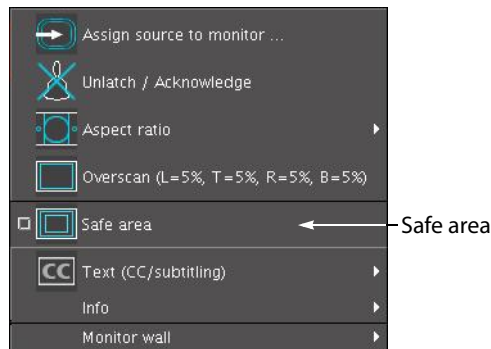 Assign source to monitor ...
Unlatch / Acknowledge
Aspect ratio
Overscan (L=5%, T=5%, R=5%, B=5%)
Safe area
Safe area
CC Text (CC/subtitling)
Info
Monitor wall